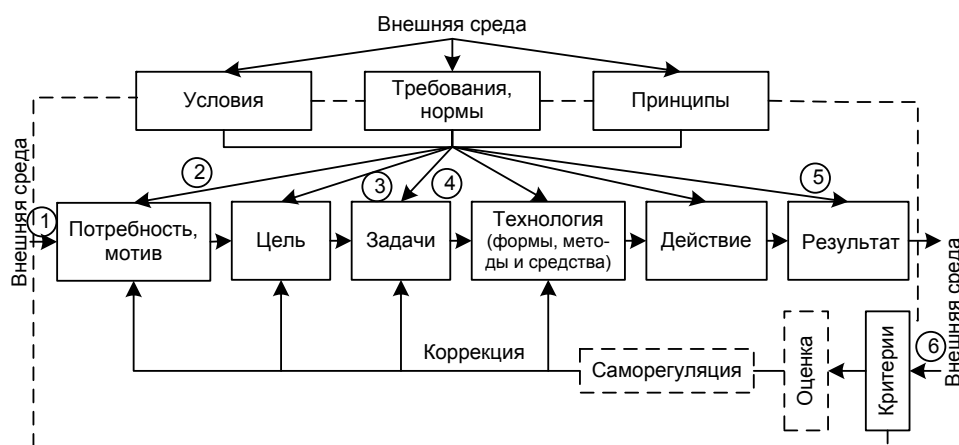 Внешняя среда
Условия
Требования,
нормы
Принципы
Внешняя среда
1
2
3
4
5
Потребность,
мотив
Цель
Задачи
Технология
(формы, мето-
ды и средства)
Действие
Результат
Внешняя среда
Коррекция
Саморегуляция
Оценка
Критерии
6